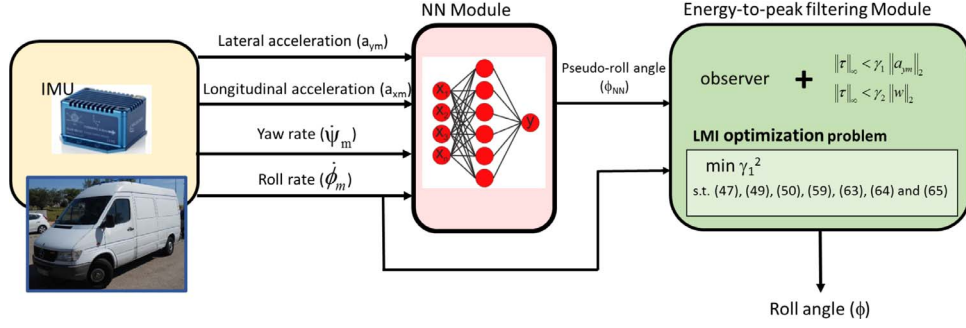 NN Module
Energy-to-peak filtering Module
IMU
Lateral acceleration (a_ym)
Longitudinal acceleration (a_xm)
Yaw rate (ψ̇_m)
Roll rate (ϕ̇_m)
x
x
x
x
y
Pseudo-roll angle
(ϕ_NN)
observer + ‖τ‖_∞ < γ_1 ‖a_ym‖_2
‖τ‖_∞ < γ_2 ‖w‖_2
LMI optimization problem
min γ_1²
s.t. (47), (49), (50), (59), (63), (64) and (65)
Roll angle (ϕ)